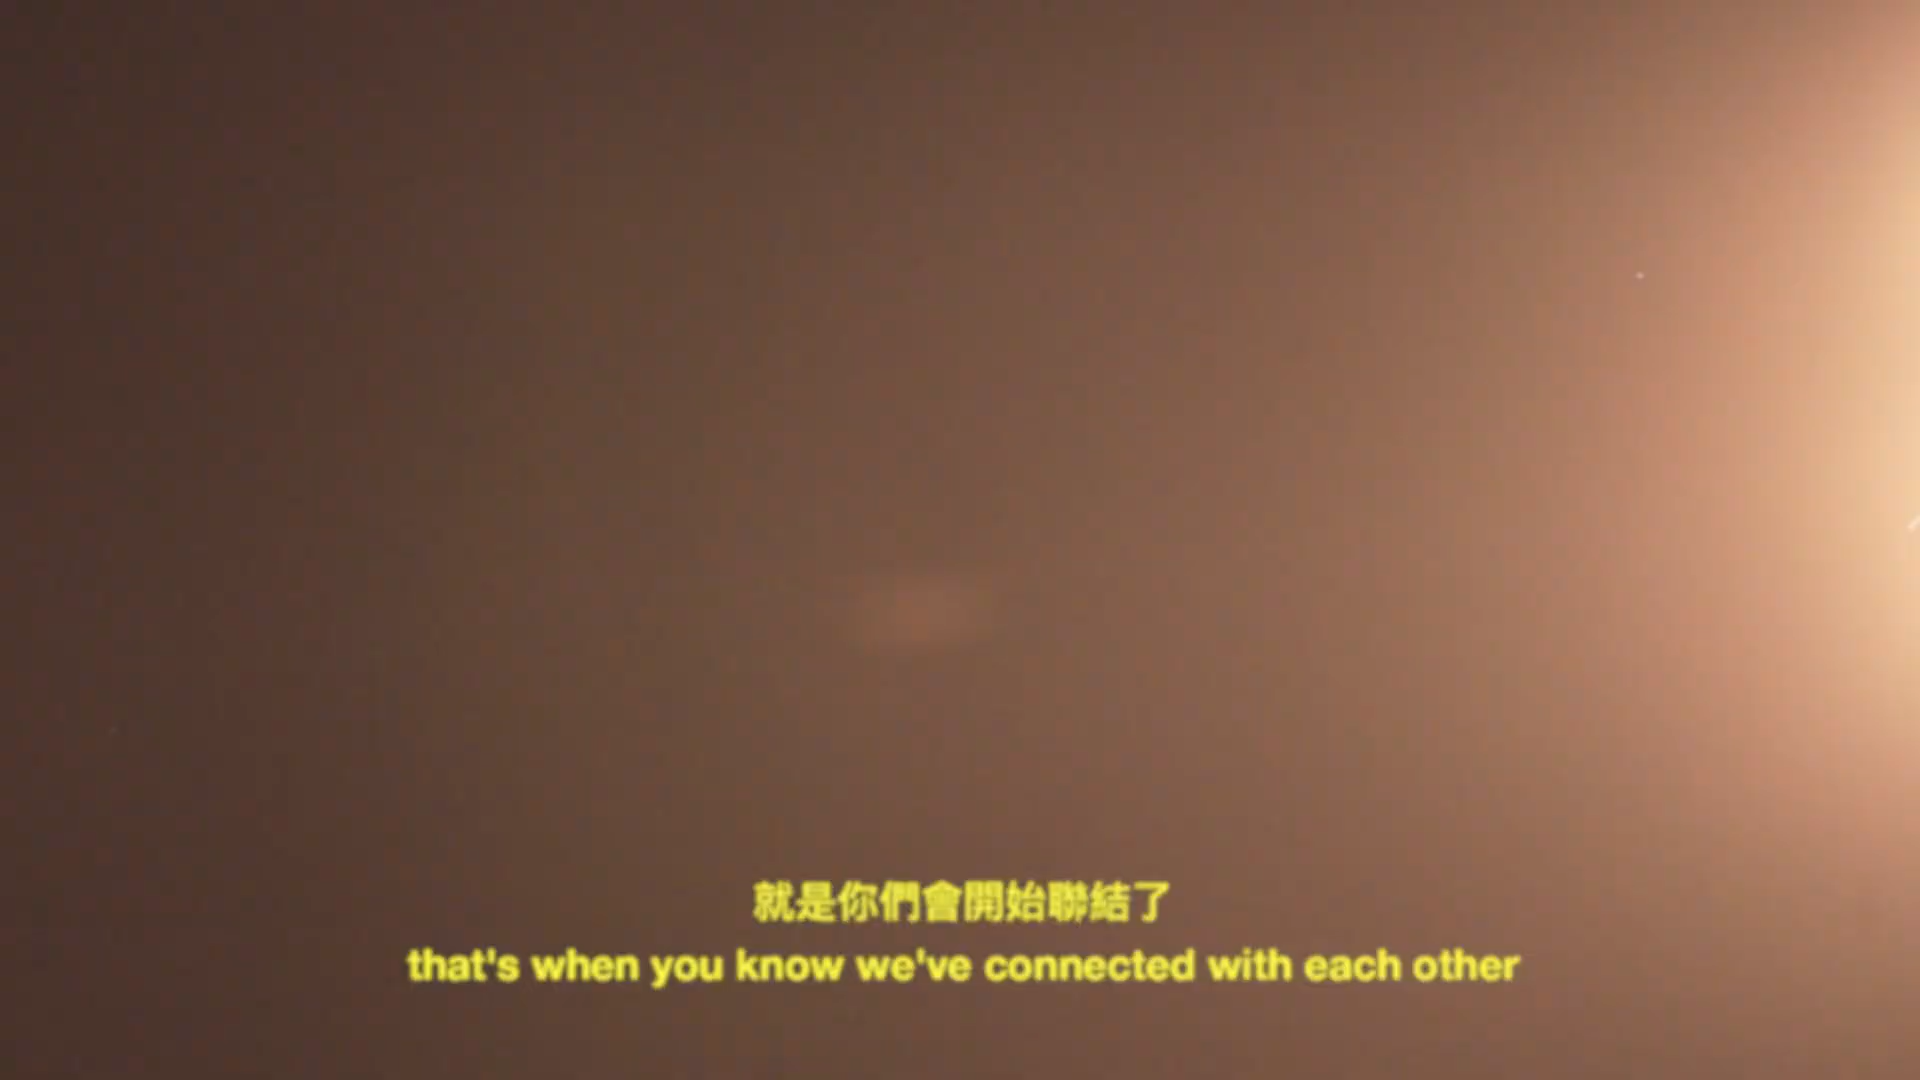 就是你們會開始聯結了
that's when you know we've connected with each other